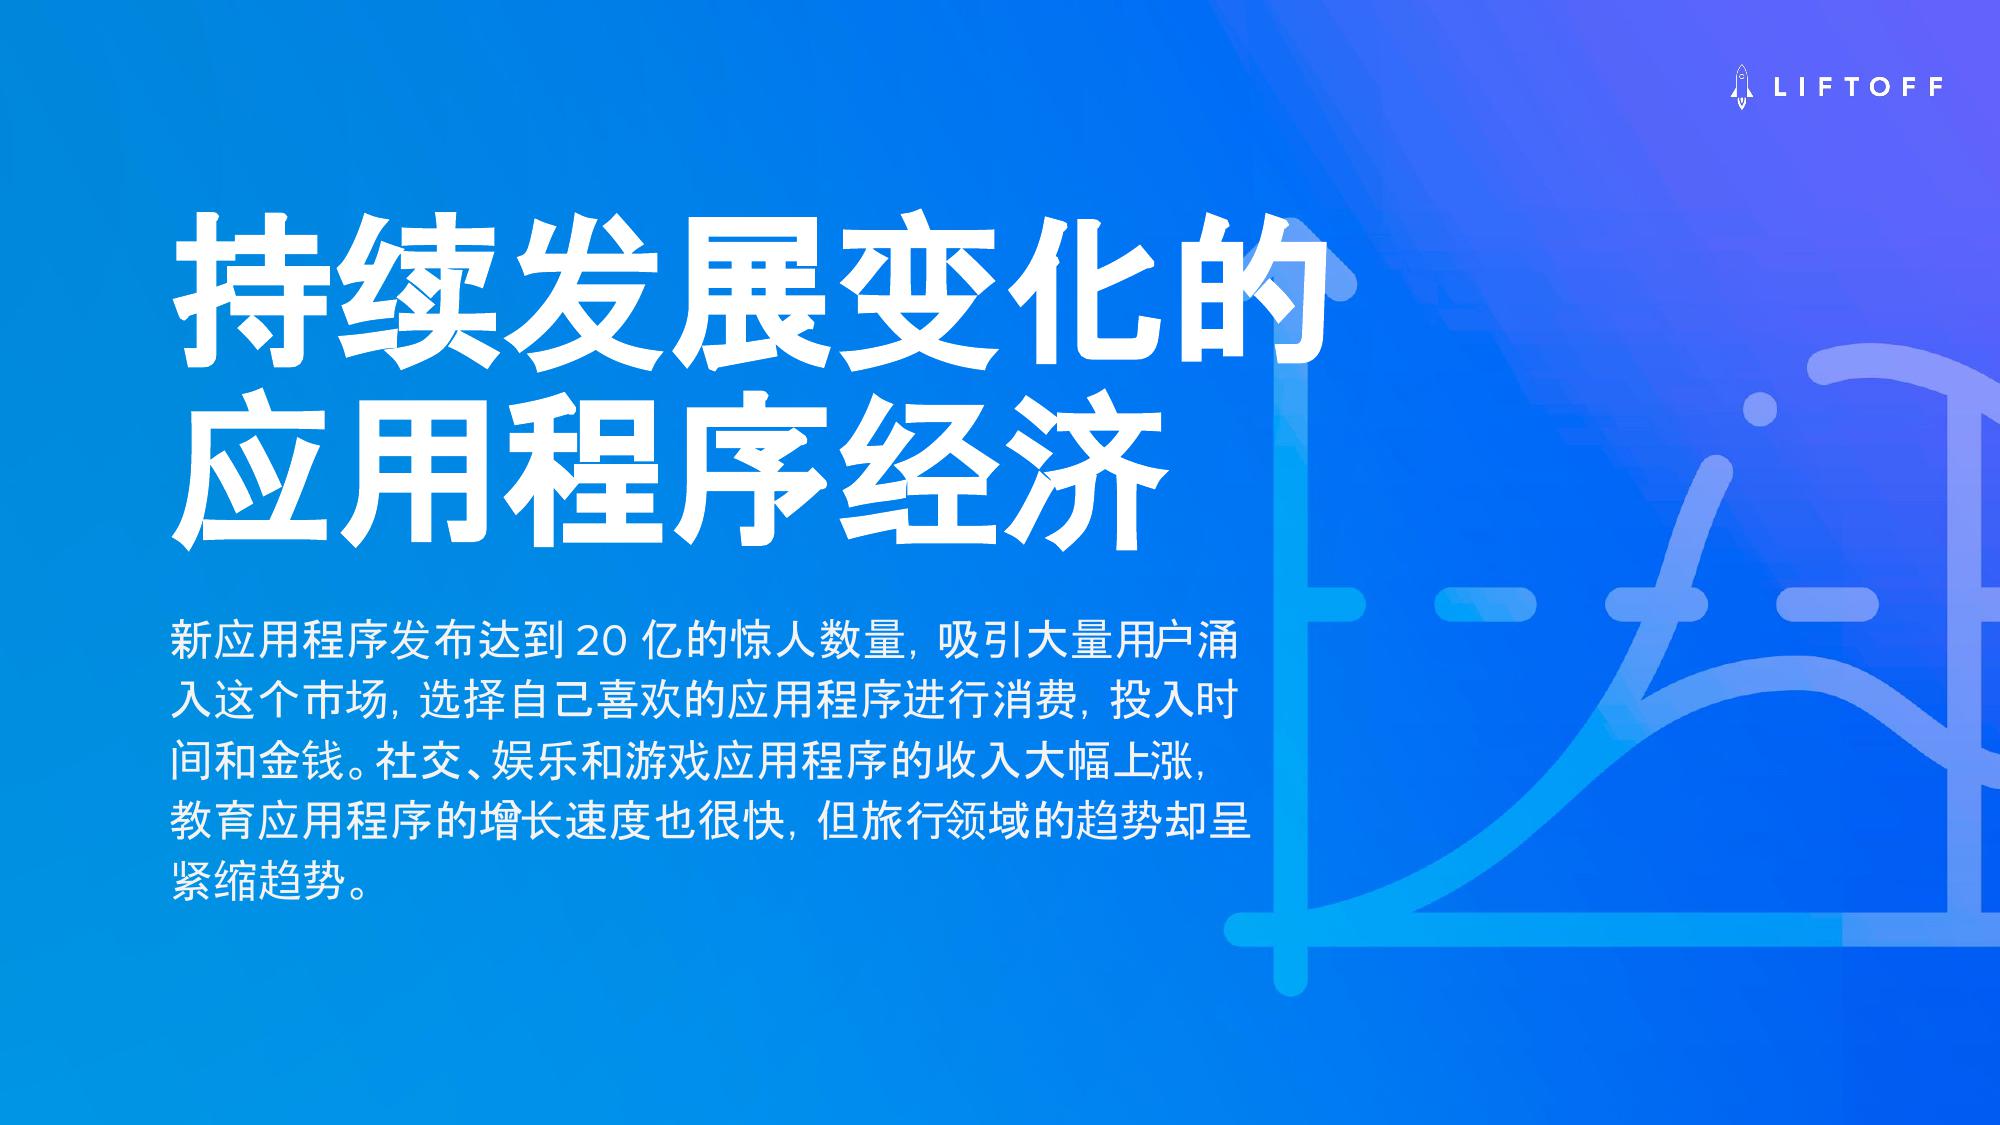 LIFTOFF
持续发展变化的
应用程序经济
新应用程序发布达到 20 亿的惊人数量，吸引大量用户涌
入这个市场，选择自己喜欢的应用程序进行消费，投入时
间和金钱。社交、娱乐和游戏应用程序的收入大幅上涨，
教育应用程序的增长速度也很快，但旅行领域的趋势却呈
紧缩趋势。